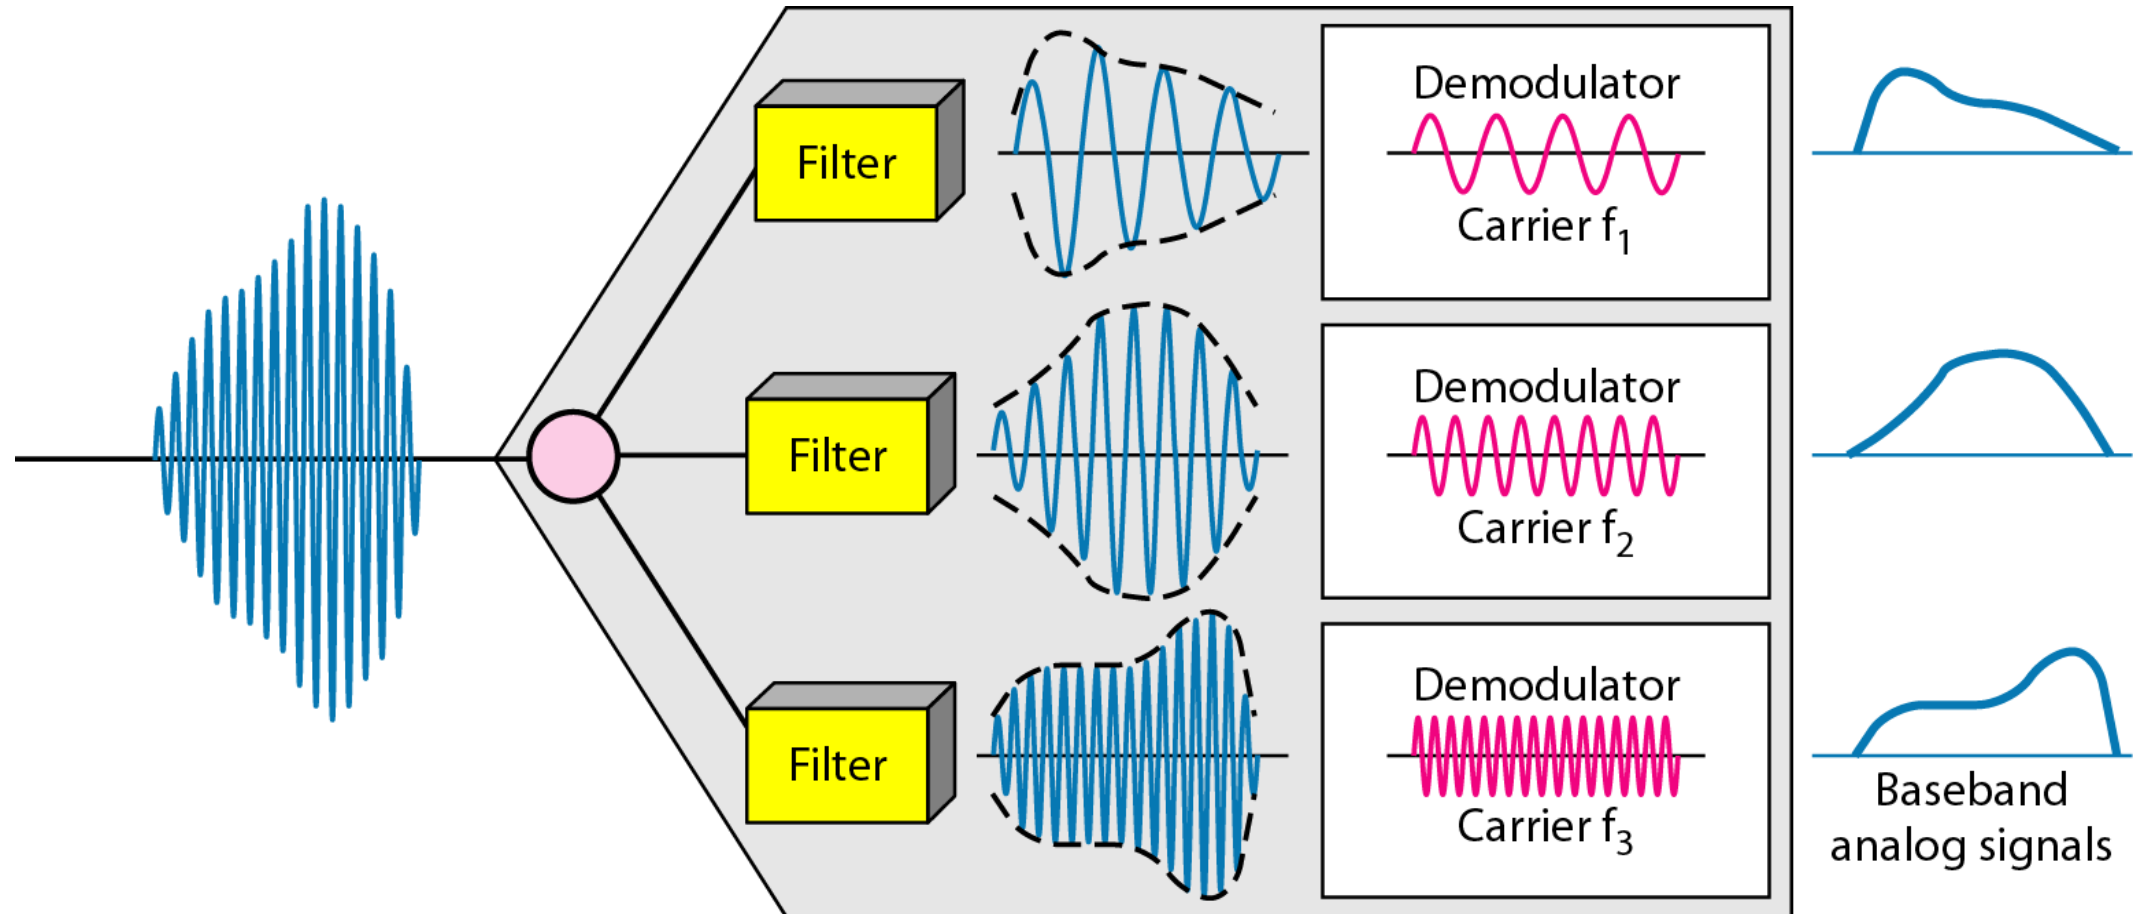 Filter
Demodulator
Carrier f₁
Filter
Demodulator
Carrier f₂
Filter
Demodulator
Carrier f₃
Baseband
analog signals